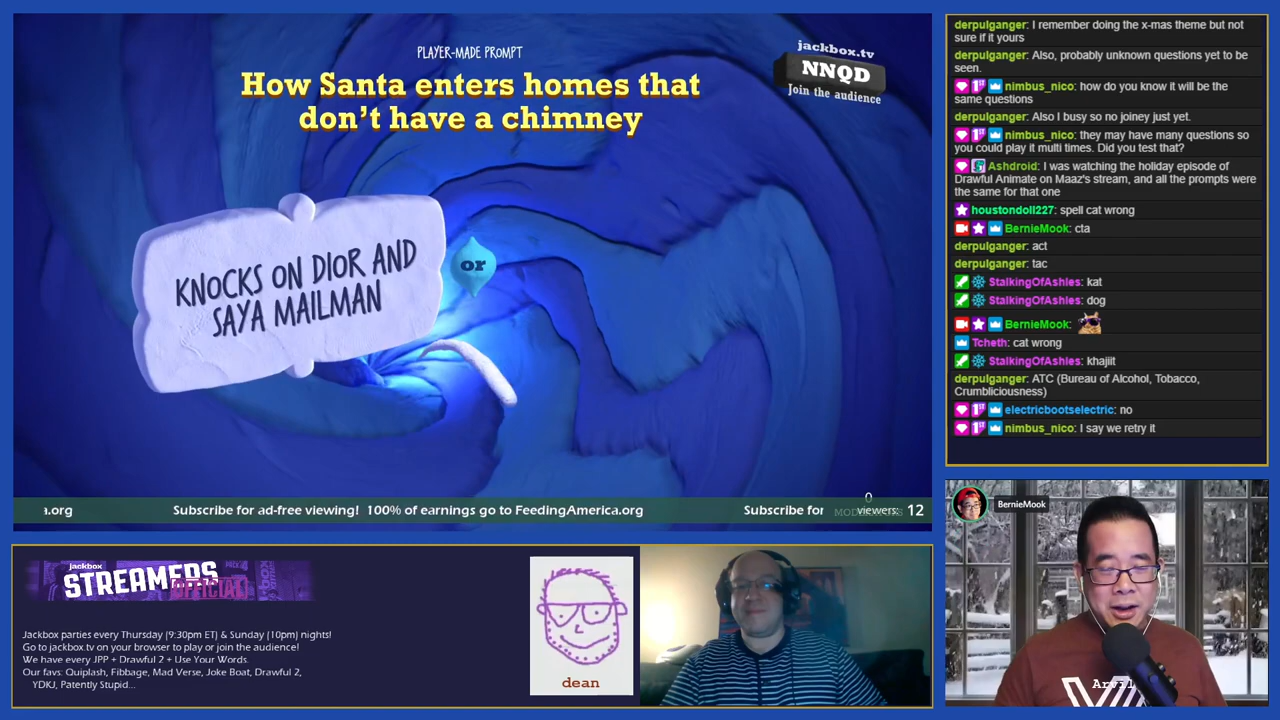 PLAYER-MADE PROMPT
How Santa enters homes that
don't have a chimney
jackbox.tv
NNQD
Join the audience
KNOCKS ON DIOR AND
SAYA MAILMAN
or
a.org
Subscribe for ad-free viewing! 100% of earnings go to FeedingAmerica.org
Subscribe for
0
viewers: 12
jackbox
STREAMERS
OFFICIAL
Jackbox parties every Thursday (9:30pm ET) & Sunday (10pm) nights!
Go to jackbox.tv on your browser to play or join the audience!
We have every JPP + Drawful 2 + Use Your Words.
Our favs: Quiplash, Fibbage, Mad Verse, Joke Boat, Drawful 2,
YDKJ, Patently Stupid...
dean
derpulganger: I remember doing the x-mas theme but not
sure if it yours
derpulganger: Also, probably unknown questions yet to be
seen.
nimbus_nico: how do you know it will be the
same questions
derpulganger: Also I busy so no joiney just yet.
nimbus_nico: they may have many questions so
you could play it multi times. Did you test that?
Ashdroid: I was watching the holiday episode of
Drawful Animate on Maaz's stream, and all the prompts were
the same for that one
houstondoll227: spell cat wrong
BernieMook: cta
derpulganger: act
derpulganger: tac
StalkingOfAshles: kat
StalkingOfAshles: dog
BernieMook:
Tcheth: cat wrong
StalkingOfAshles: khajiit
derpulganger: ATC (Bureau of Alcohol, Tobacco,
Crumbliciousness)
electricbootselectric: no
nimbus_nico: I say we retry it
BernieMook